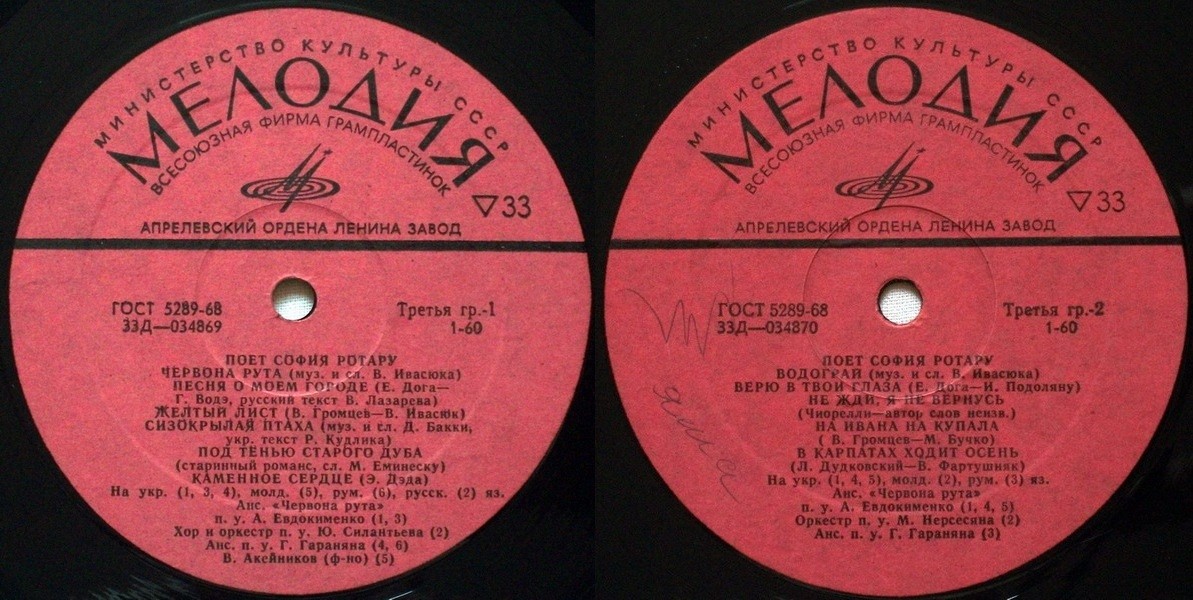 МИНИСТЕРСТВО КУЛЬТУРЫ СССР
МЕЛОДИЯ
ВСЕСОЮЗНАЯ ФИРМА ГРАМПЛАСТИНОК
▽33
АПРЕЛЕВСКИЙ ОРДЕНА ЛЕНИНА ЗАВОД
ГОСТ 5289-68
33Д—034869
Третья гр.-1
1-60
ПОЕТ СОФИЯ РОТАРУ
ЧЕРВОНА РУТА (муз. и сл. В. Ивасюка)
ПЕСНЯ О МОЕМ ГОРОДЕ (Е. Дога—
Г. Водэ, русский текст В. Лазарева)
ЖЕЛТЫЙ ЛИСТ (В. Громцев—В. Ивасюк)
СИЗОКРЫЛАЯ ПТАХА (муз. и сл. Д. Бакки,
укр. текст Р. Кудлика)
ПОД ТЕНЬЮ СТАРОГО ДУБА
(старинный романс, сл. М. Еминеску)
КАМЕННОЕ СЕРДЦЕ (Э. Дэда)
На укр. (1, 3, 4), молд. (5), рум. (6), русск. (2) яз.
Анс. «Червона рута»
п. у. А. Евдокименко (1, 3)
Хор и оркестр п. у. Ю. Силантьева (2)
Анс. п. у. Г. Гараняна (4, 6)
В. Акейников (ф-но) (5)
МИНИСТЕРСТВО КУЛЬТУРЫ СССР
МЕЛОДИЯ
ВСЕСОЮЗНАЯ ФИРМА ГРАМПЛАСТИНОК
▽33
АПРЕЛЕВСКИЙ ОРДЕНА ЛЕНИНА ЗАВОД
ГОСТ 5289-68
33Д—034870
Третья гр.-2
1-60
ПОЕТ СОФИЯ РОТАРУ
ВОДОГРАЙ (муз. и сл. В. Ивасюка)
ВЕРЮ В ТВОИ ГЛАЗА (Е. Дога—И. Подоляну)
НЕ ЖДИ, Я НЕ ВЕРНУСЬ
(Чиорелли—автор слов неизв.)
НА ИВАНА НА КУПАЛА
( В. Громцев—М. Бучко)
В КАРПАТАХ ХОДИТ ОСЕНЬ
(Л. Дудковский—В. Фартушняк)
На укр. (1, 4, 5), молд. (2), рум. (3) яз.
Анс. «Червона рута»
п. у. А. Евдокименко (1, 4, 5)
Оркестр п. у. М. Нерсесяна (2)
Анс. п. у. Г. Гараняна (3)